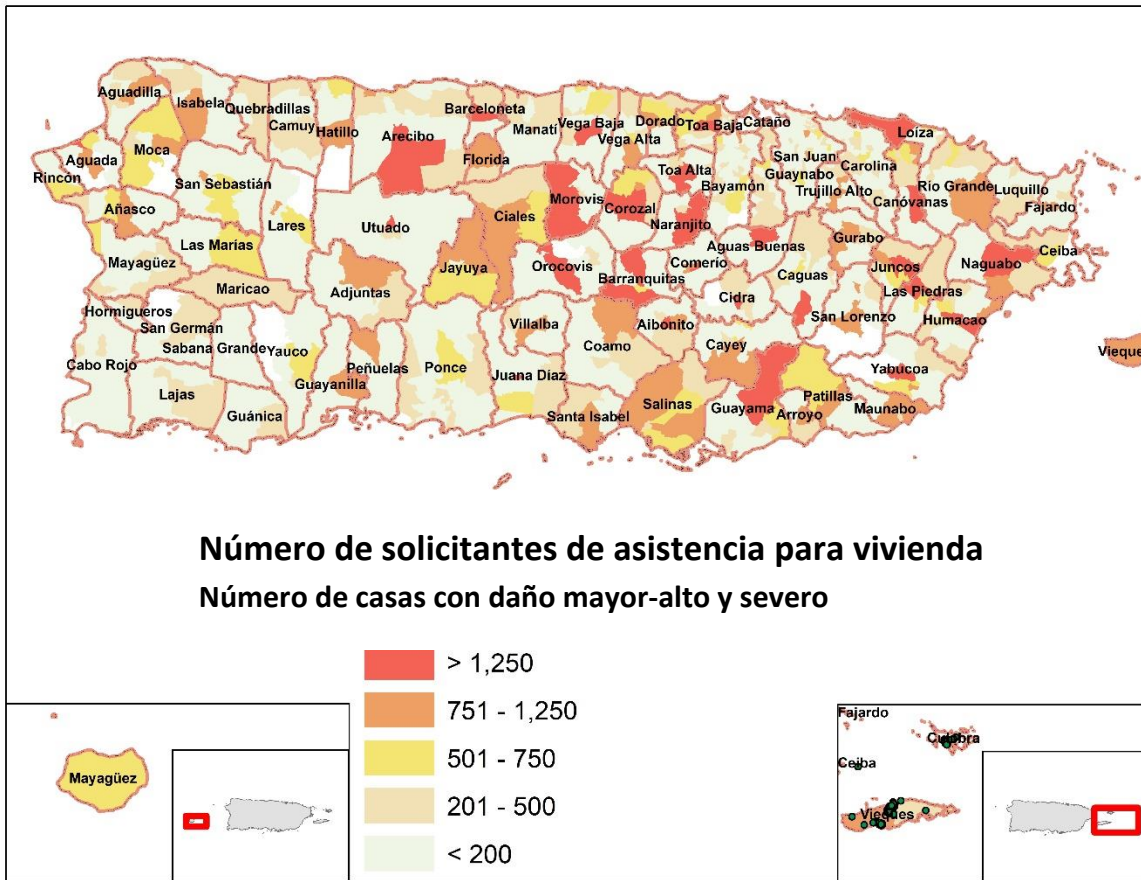 Aguadilla
Isabela
Quebradillas
Camuy
Hatillo
Arecibo
Barceloneta
Manatí
Vega Baja
Vega Alta
Dorado
Toa Baja
Cataño
Loíza
Rincón
Aguada
Moca
San Sebastián
Lares
Florida
Ciales
Morovis
Corozal
Toa Alta
Naranjito
Bayamón
San Juan
Guaynabo
Trujillo Alto
Carolina
Canóvanas
Río Grande
Luquillo
Fajardo
Añasco
Las Marías
Utuado
Mayagüez
Maricao
Adjuntas
Jayuya
Orocovis
Barranquitas
Comerío
Aguas Buenas
Gurabo
Caguas
Juncos
Naguabo
Ceiba
Las Piedras
Humacao
Cidra
San Lorenzo
Hormigueros
San Germán
Sabana Grande
Yauco
Cabo Rojo
Lajas
Guánica
Guayanilla
Peñuelas
Ponce
Villalba
Juana Díaz
Coamo
Aibonito
Cayey
Santa Isabel
Salinas
Guayama
Arroyo
Patillas
Maunabo
Yabucoa
Vieque
Número de solicitantes de asistencia para vivienda
Número de casas con daño mayor-alto y severo
> 1,250
751 - 1,250
501 - 750
201 - 500
< 200
Mayagüez
Fajardo
Culebra
Ceiba
Vieques